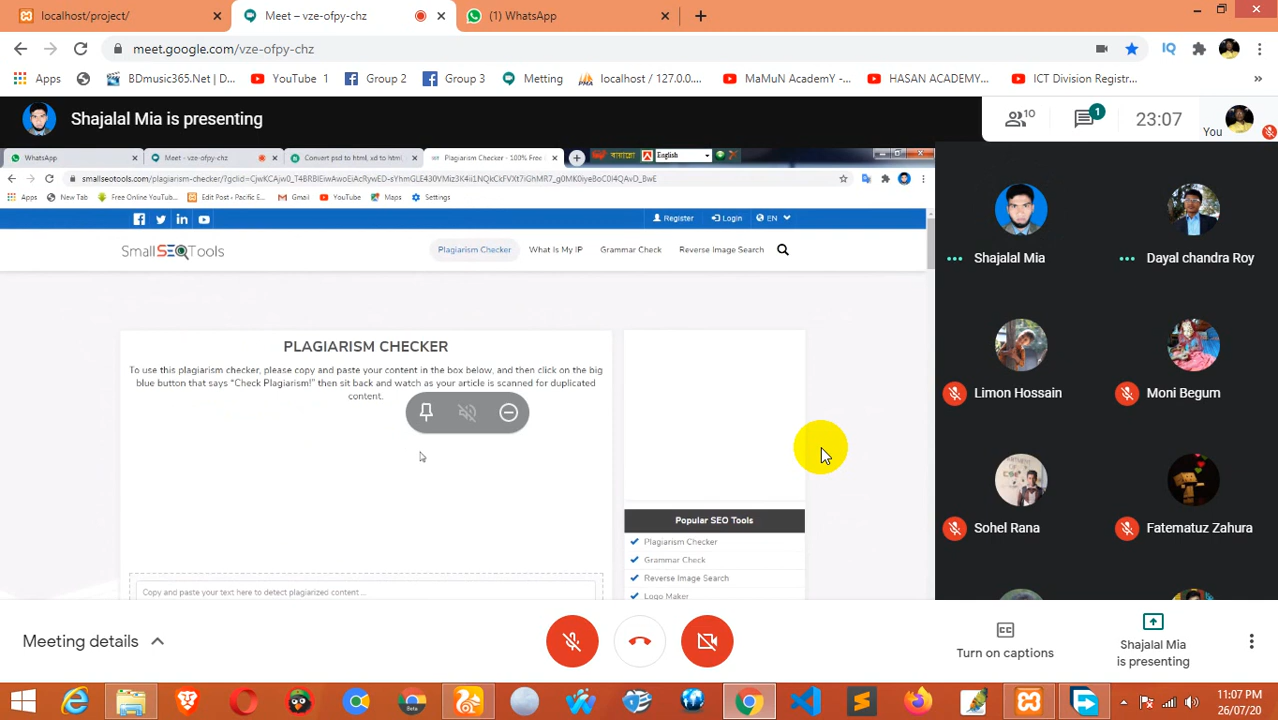 localhost/project/
Meet – vze-ofpy-chz
(1) WhatsApp
meet.google.com/vze-ofpy-chz
Apps
BDmusic365.Net | D...
YouTube 1
Group 2
Group 3
Metting
localhost / 127.0.0....
MaMuN AcademY -...
HASAN ACADEMY...
ICT Division Registr...
Shajalal Mia is presenting
10
1
23:07
You
WhatsApp
Meet - vze-ofpy-chz
Convert psd to html, xd to html
Plagiarism Checker - 100% Free
English
smallseotools.com/plagiarism-checker/?gclid=
Apps
New Tab
Free Online YouTub...
Edit Post ‹ Pacific E...
Gmail
YouTube
Maps
Settings
Register
Login
EN
SmallSEOTools
Plagiarism Checker
What Is My IP
Grammar Check
Reverse Image Search
PLAGIARISM CHECKER
To use this plagiarism checker, please copy and paste your content in the box below, and then click on the big
blue button that says “Check Plagiarism!” then sit back and watch as your article is scanned for duplicated
content.
Popular SEO Tools
Plagiarism Checker
Grammar Check
Reverse Image Search
Logo Maker
Copy and paste your text here to detect plagiarized content ...
Shajalal Mia
Dayal chandra Roy
Limon Hossain
Moni Begum
Sohel Rana
Fatematuz Zahura
Meeting details
Turn on captions
Shajalal Mia
is presenting
11:07 PM
26/07/20